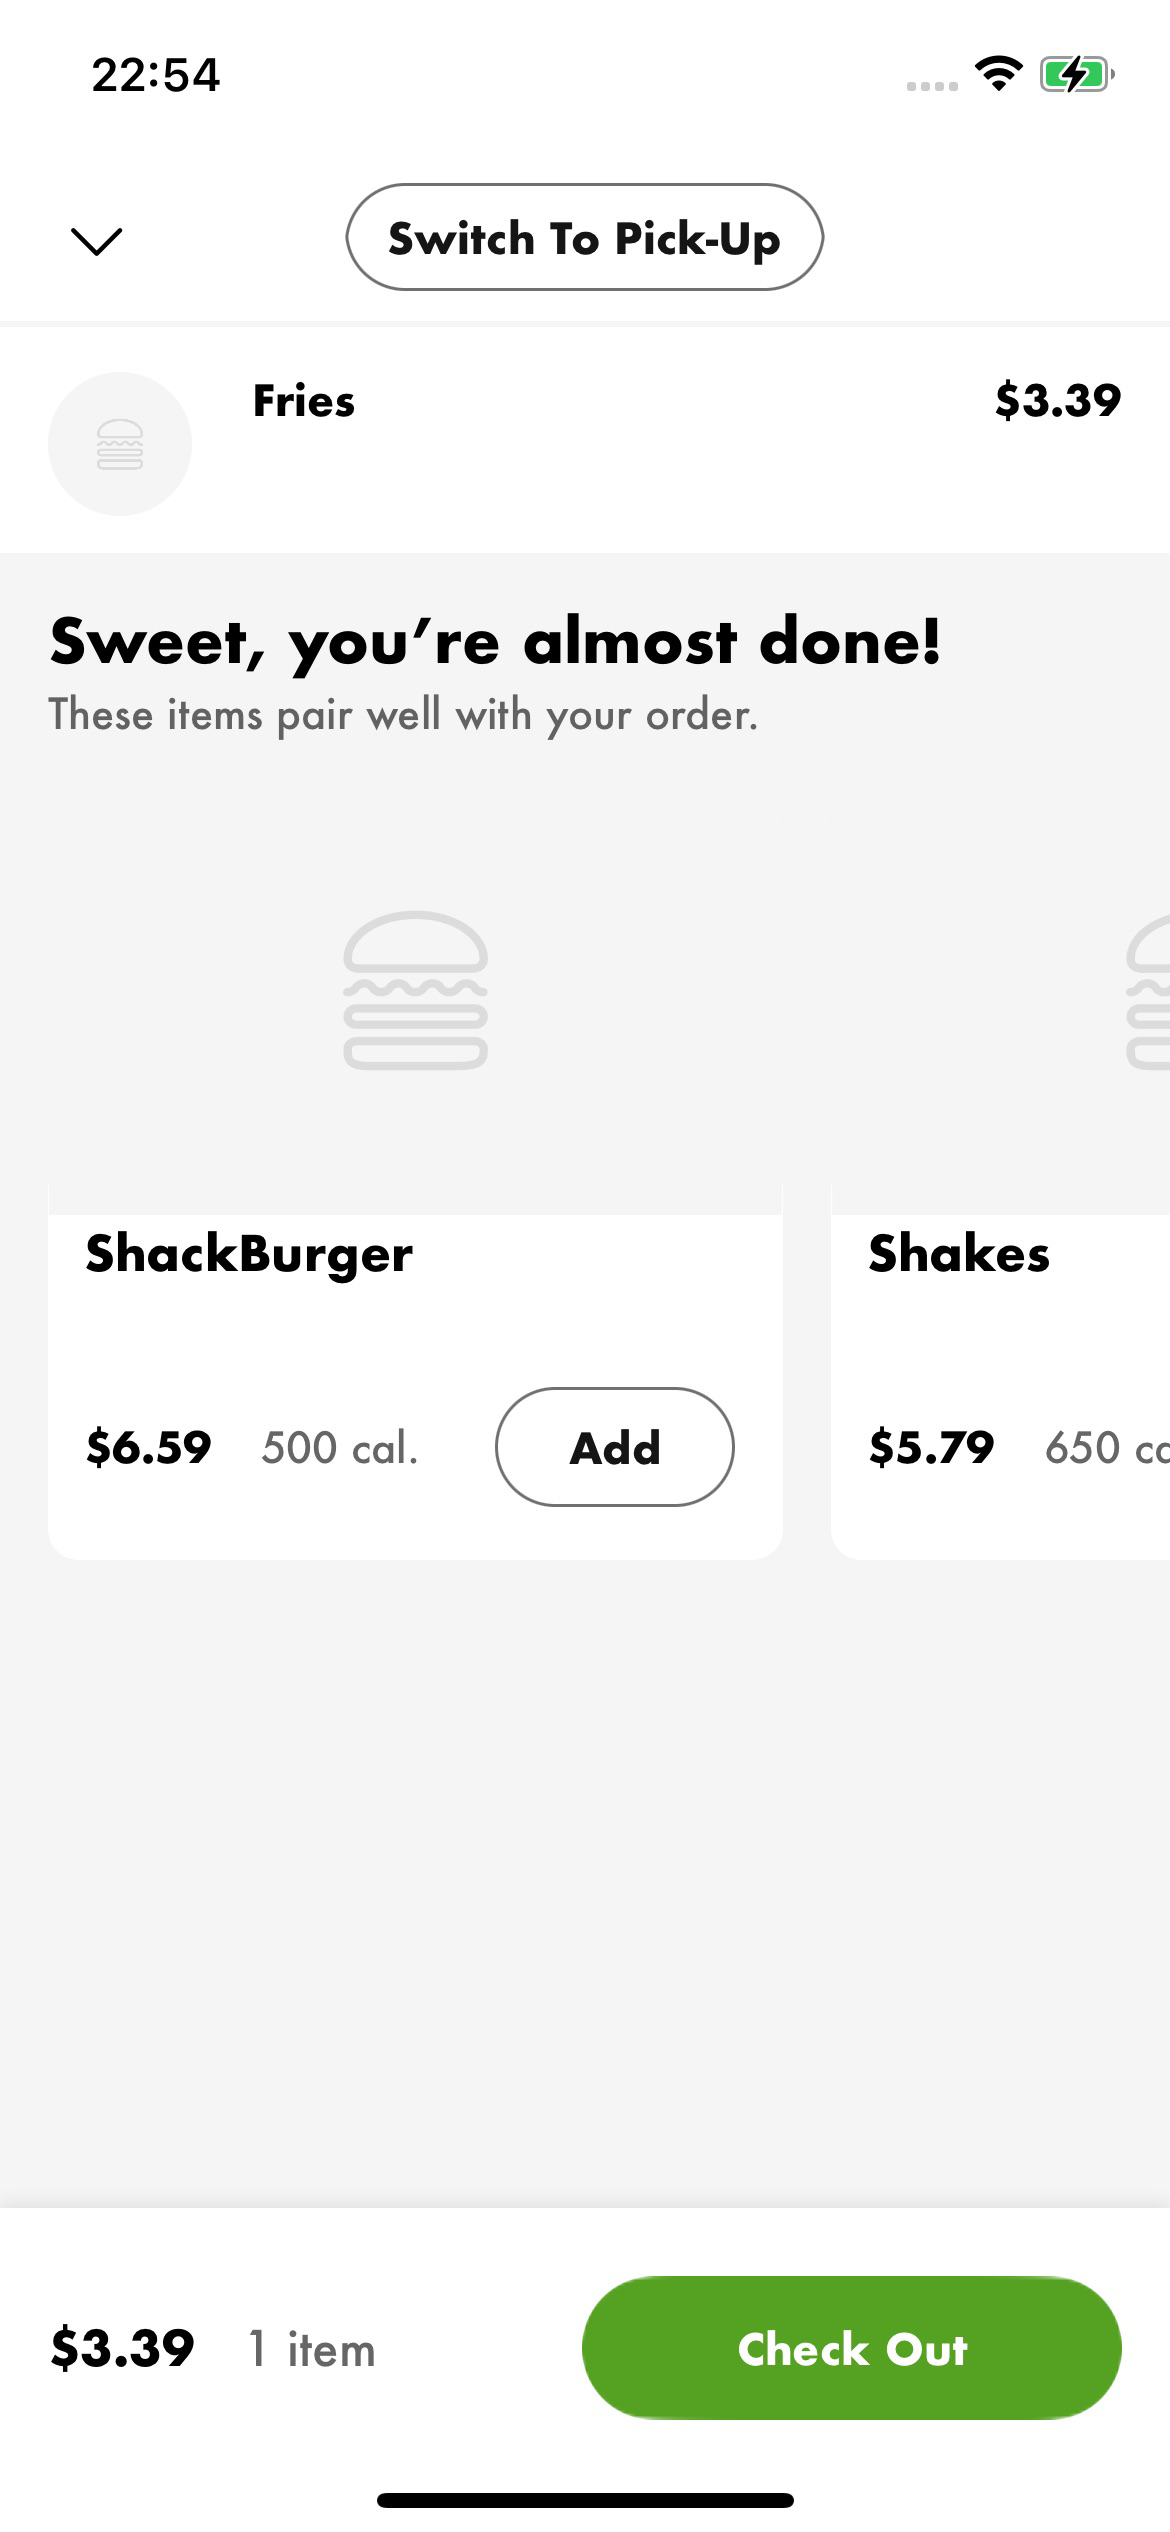 22:54
Switch To Pick-Up
Fries $3.39
Sweet, you’re almost done!
These items pair well with your order.
ShackBurger
$6.59 500 cal. Add
Shakes
$5.79 650
$3.39 1 item Check Out